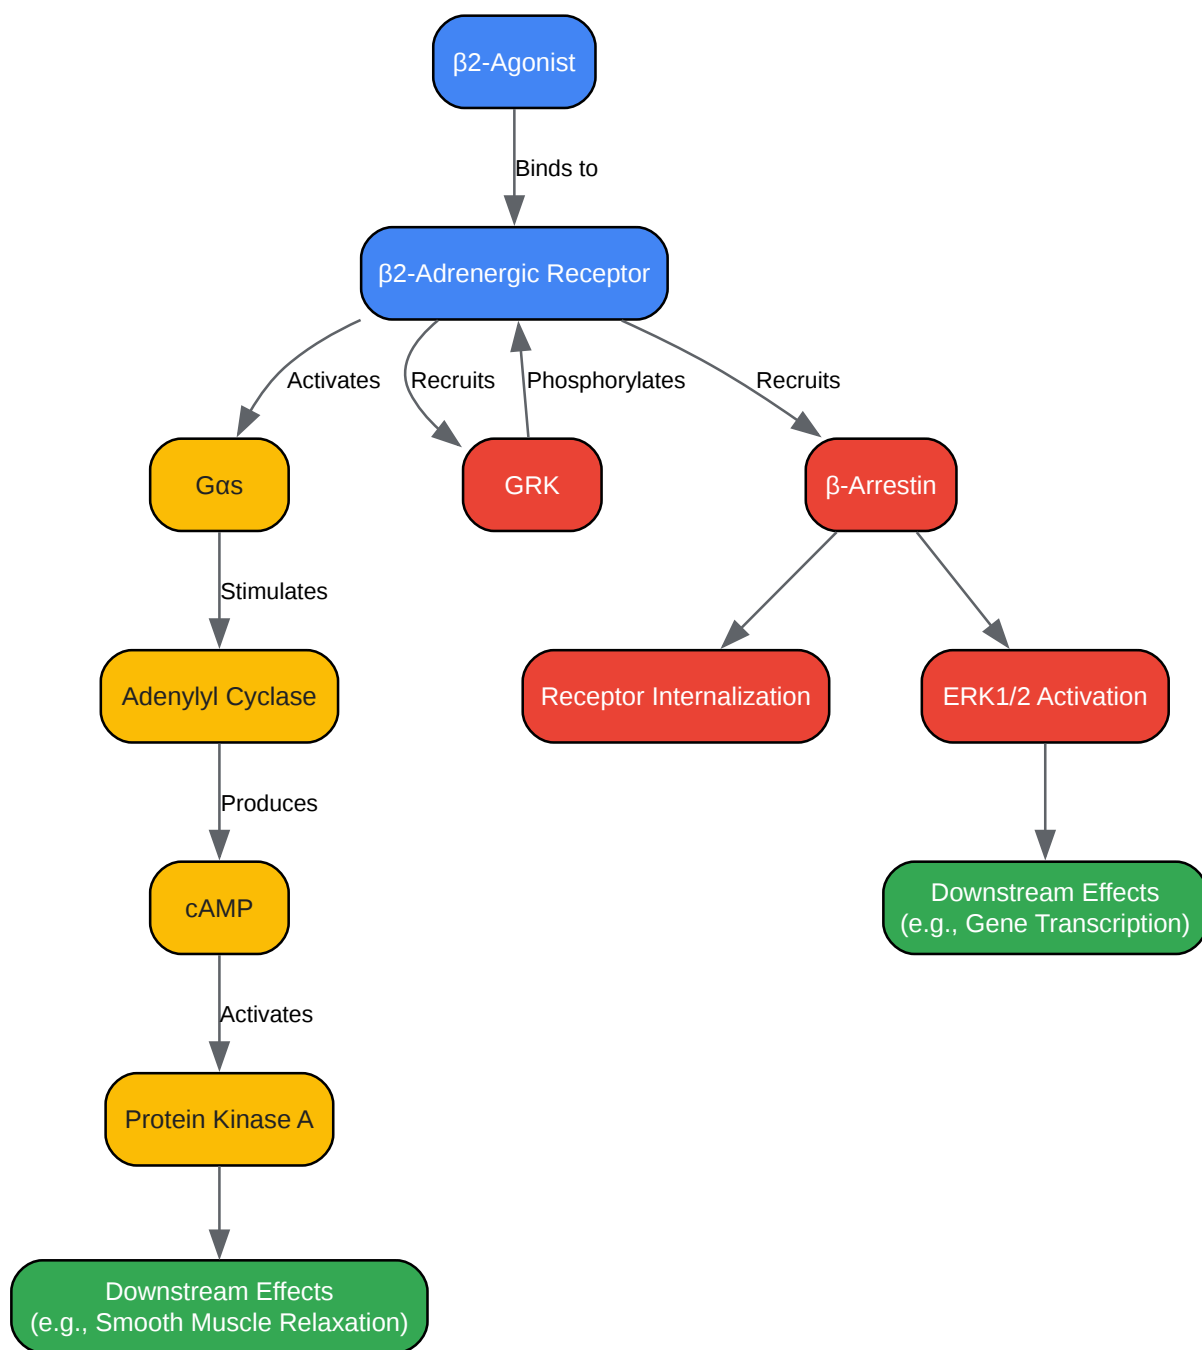 β2-Agonist
Binds to
β2-Adrenergic Receptor
Activates
Recruits
Phosphorylates
Recruits
Gαs
GRK
β-Arrestin
Stimulates
Adenylyl Cyclase
Receptor Internalization
ERK1/2 Activation
Produces
cAMP
Downstream Effects
(e.g., Gene Transcription)
Activates
Protein Kinase A
Downstream Effects
(e.g., Smooth Muscle Relaxation)